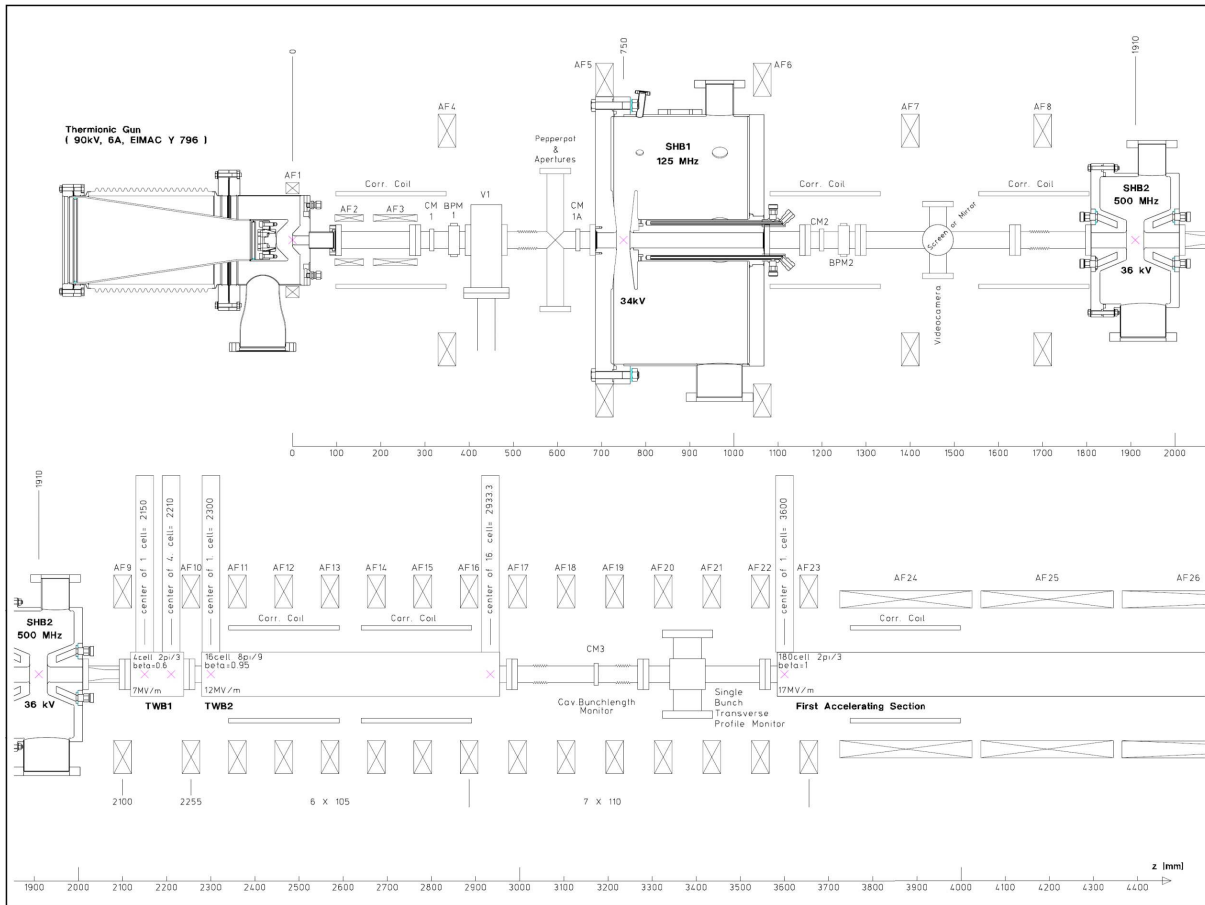 0
750
1910
AF5
AF6
Thermionic Gun
( 90kV, 6A, EIMAC Y 796 )
AF4
AF7
AF8
Pepperpot
&
Apertures
SHB1
125 MHz
AF1
Corr. Coil
V1
Corr. Coil
Corr. Coil
SHB2
500 MHz
AF2
AF3
CM
1
BPM
1
CM
1A
CM2
Screen or Mirror
BPM2
36 kV
34kV
Videocamera
0 100 200 300 400 500 600 700 800 900 1000 1100 1200 1300 1400 1500 1600 1700 1800 1900 2000
1910
center of 1 cell= 2150
center of 4. cell= 2210
center of 1. cell= 2300
center of 16. cell= 2933.3
center of 1. cell= 3600
AF9
AF10
AF11
AF12
AF13
AF14
AF15
AF16
AF17
AF18
AF19
AF20
AF21
AF22
AF23
AF24
AF25
AF26
SHB2
500 MHz
Corr. Coil
Corr. Coil
Corr. Coil
4cell 2pi/3
beta=0.6
16cell 8pi/9
beta=0.95
CM3
180cell 2pi/3
beta=1
36 kV
7MV/m
12MV/m
17MV/m
TWB1
TWB2
Cav.Bunchlength
Monitor
Single
Bunch
Transverse
Profile Monitor
First Accelerating Section
2100
2255
6 X 105
7 X 110
z [mm]
1900 2000 2100 2200 2300 2400 2500 2600 2700 2800 2900 3000 3100 3200 3300 3400 3500 3600 3700 3800 3900 4000 4100 4200 4300 4400